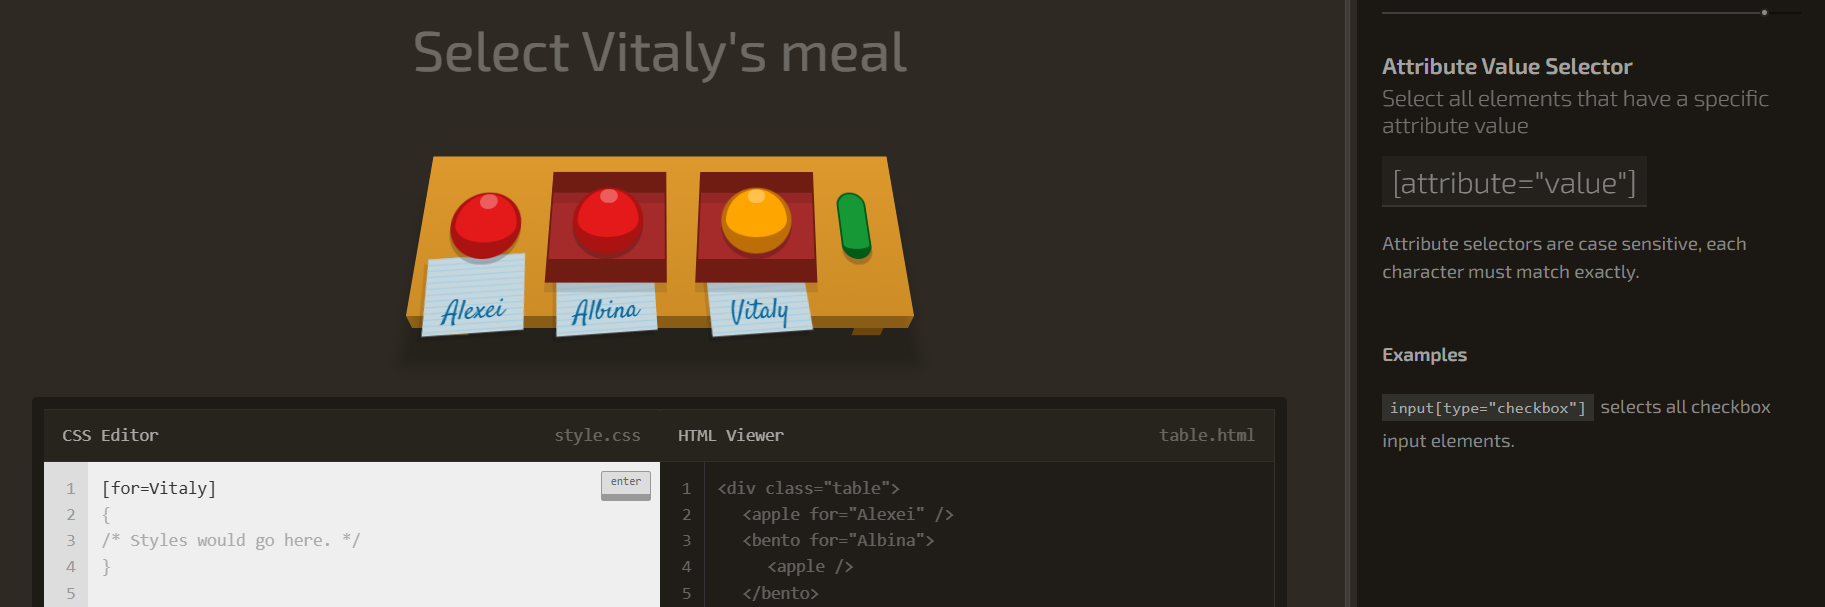 Select Vitaly's meal
Alexei
Albina
Vitaly
CSS Editor
style.css
1 [for=Vitaly]
enter
2 {
3 /* Styles would go here. */
4 }
5
HTML Viewer
table.html
1 <div class="table">
2 <apple for="Alexei" />
3 <bento for="Albina">
4 <apple />
5 </bento>
Attribute Value Selector
Select all elements that have a specific
attribute value
[attribute="value"]
Attribute selectors are case sensitive, each
character must match exactly.
Examples
input[type="checkbox"] selects all checkbox
input elements.